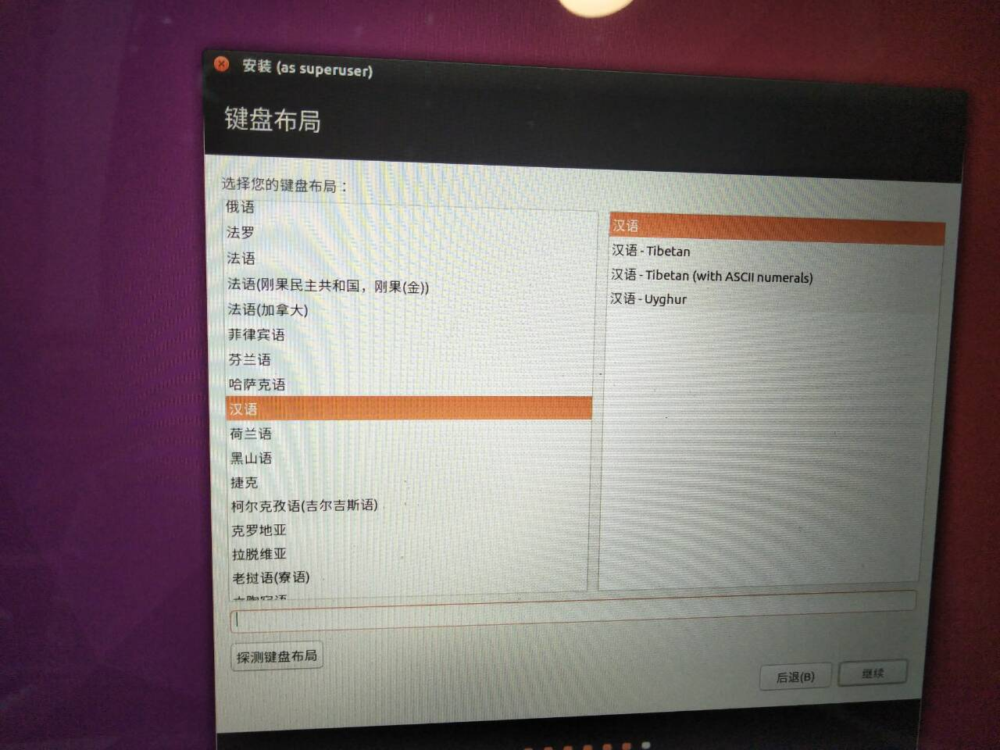 安装 (as superuser)
键盘布局
选择您的键盘布局：
俄语
法罗
法语
法语(刚果民主共和国，刚果(金))
法语(加拿大)
菲律宾语
芬兰语
哈萨克语
汉语
荷兰语
黑山语
捷克
柯尔克孜语(吉尔吉斯语)
克罗地亚
拉脱维亚
老挝语(寮语)
汉语
汉语 - Tibetan
汉语 - Tibetan (with ASCII numerals)
汉语 - Uyghur
探测键盘布局
后退(B)
继续